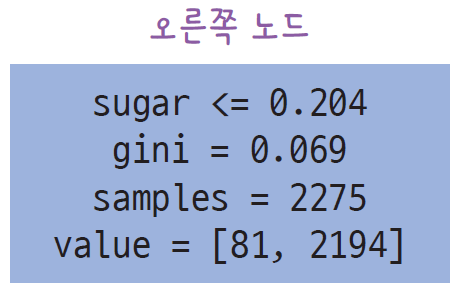 오른쪽 노드
sugar <= 0.204
gini = 0.069
samples = 2275
value = [81, 2194]